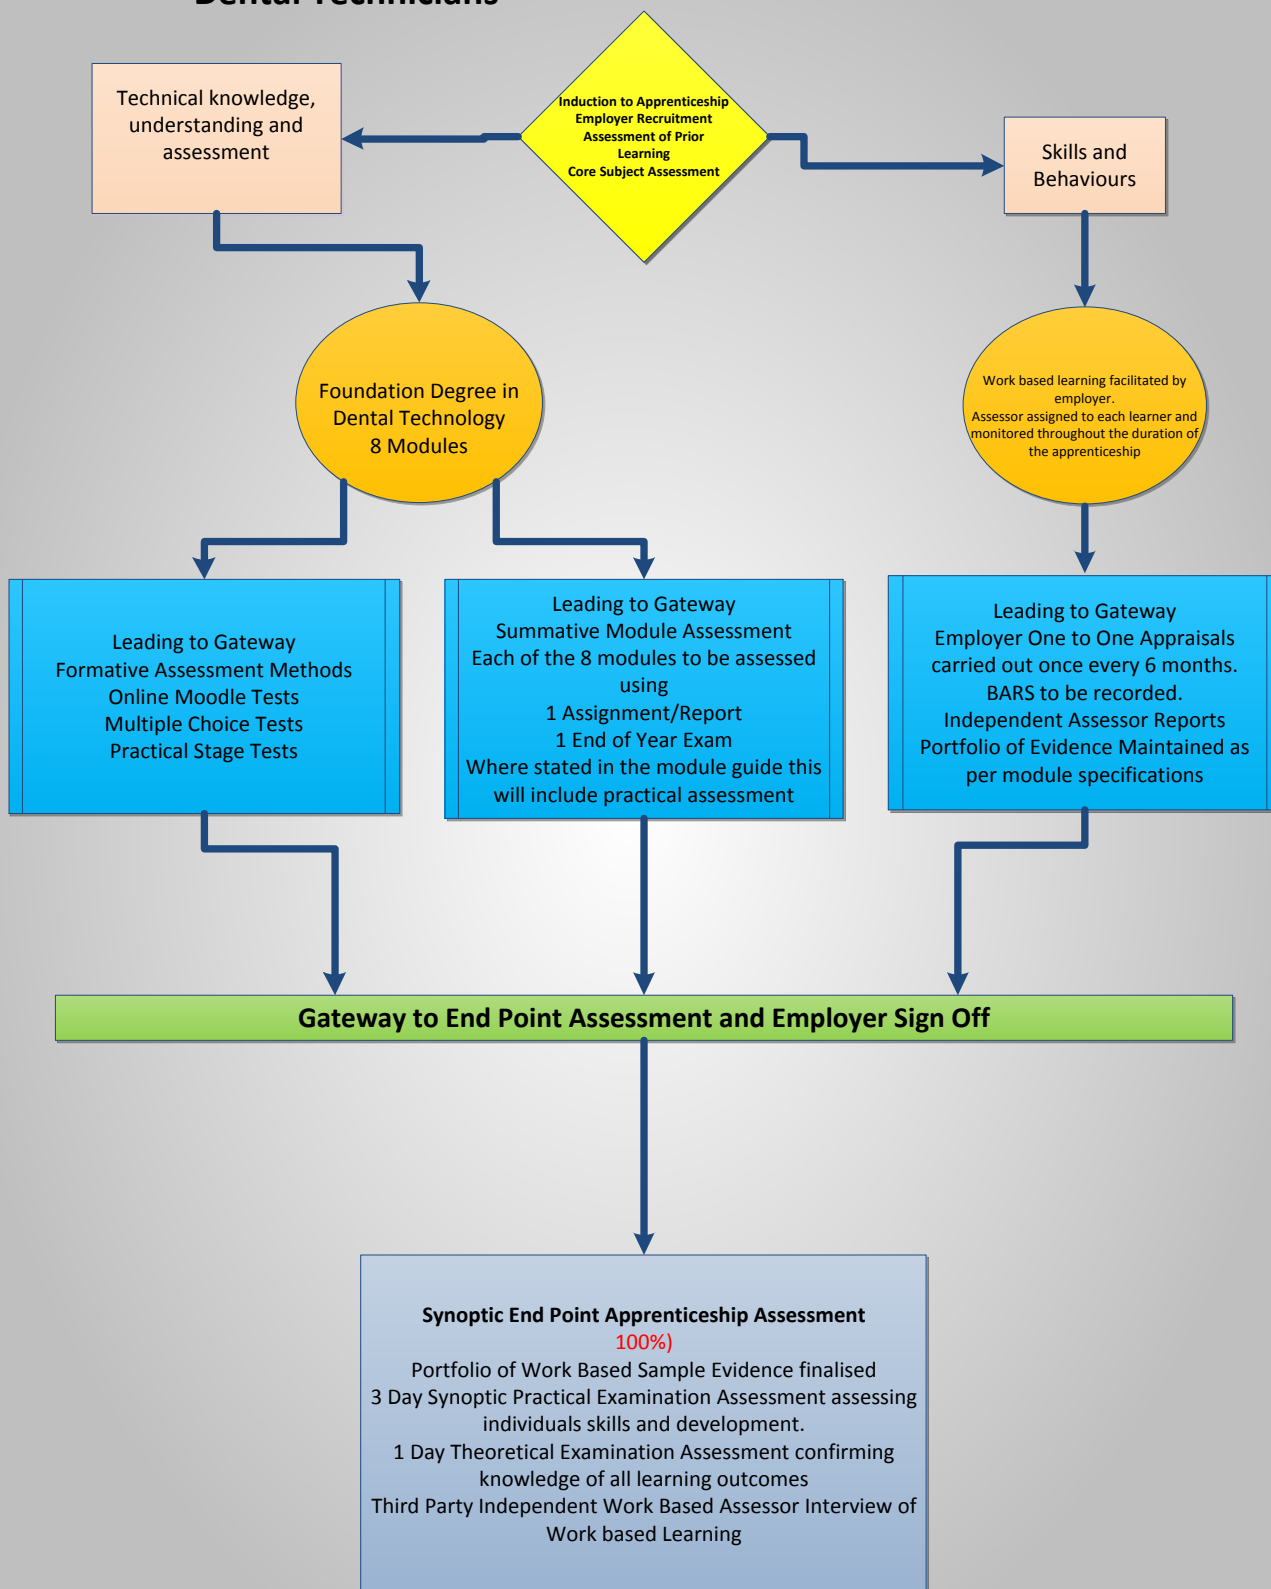 Dental Technicians
Induction to Apprenticeship
Employer Recruitment
Assessment of Prior
Learning
Core Subject Assessment
Technical knowledge,
understanding and
assessment
Skills and
Behaviours
Foundation Degree in
Dental Technology
8 Modules
Work based learning facilitated by
employer.
Assessor assigned to each learner and
monitored throughout the duration of
the apprenticeship
Leading to Gateway
Formative Assessment Methods
Online Moodle Tests
Multiple Choice Tests
Practical Stage Tests
Leading to Gateway
Summative Module Assessment
Each of the 8 modules to be assessed
using
1 Assignment/Report
1 End of Year Exam
Where stated in the module guide this
will include practical assessment
Leading to Gateway
Employer One to One Appraisals
carried out once every 6 months.
BARS to be recorded.
Independent Assessor Reports
Portfolio of Evidence Maintained as
per module specifications
Gateway to End Point Assessment and Employer Sign Off
Synoptic End Point Apprenticeship Assessment
100%)
Portfolio of Work Based Sample Evidence finalised
3 Day Synoptic Practical Examination Assessment assessing
individuals skills and development.
1 Day Theoretical Examination Assessment confirming
knowledge of all learning outcomes
Third Party Independent Work Based Assessor Interview of
Work based Learning